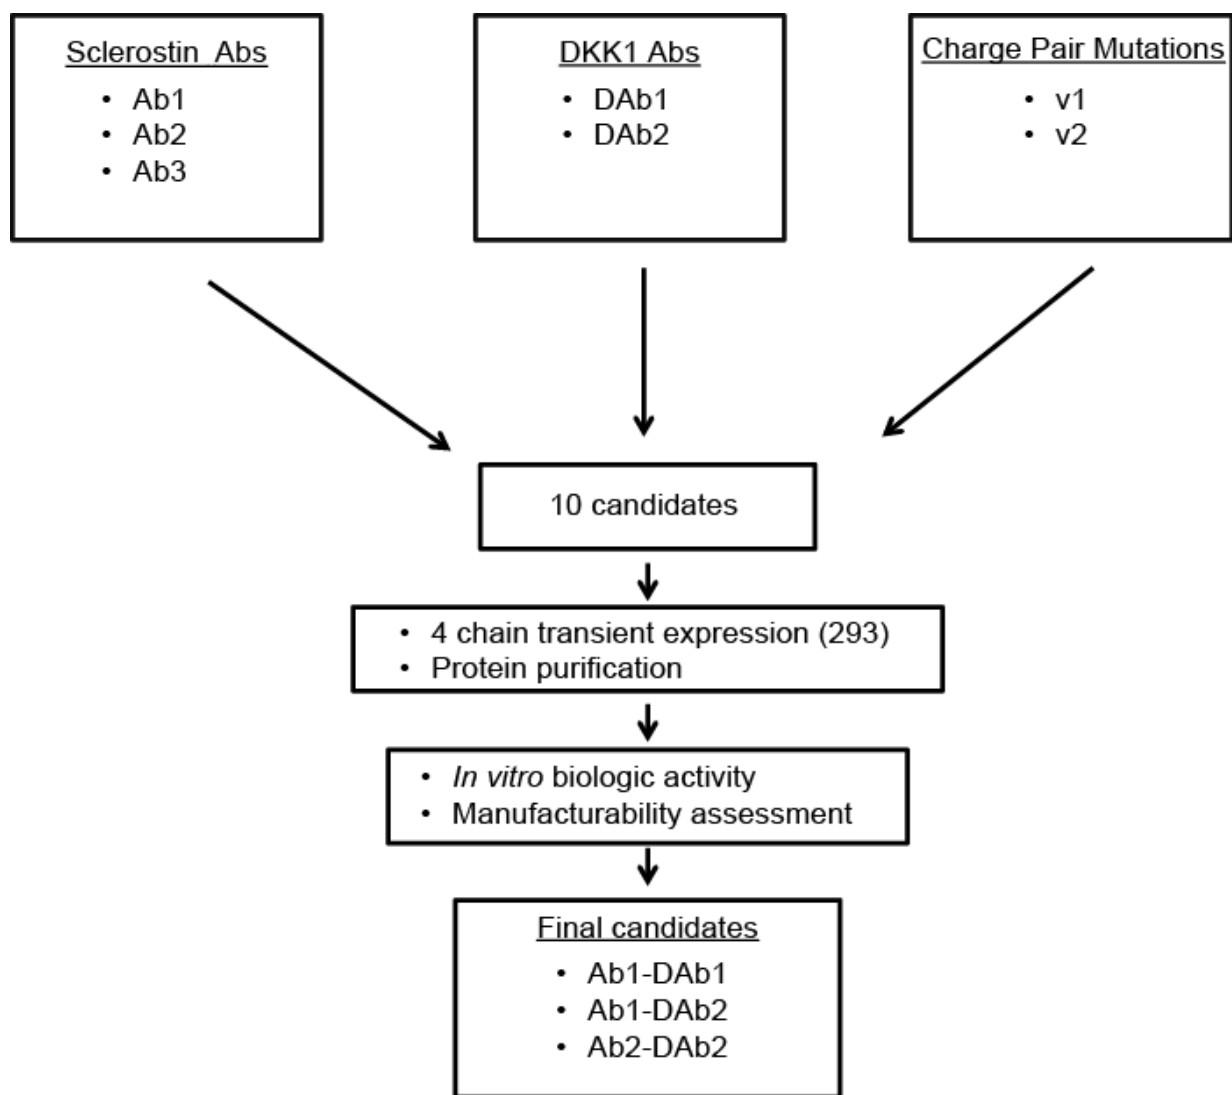 Sclerostin Abs
• Ab1
• Ab2
• Ab3
DKK1 Abs
• DAb1
• DAb2
Charge Pair Mutations
• v1
• v2
10 candidates
• 4 chain transient expression (293)
• Protein purification
• In vitro biologic activity
• Manufacturability assessment
Final candidates
• Ab1-DAb1
• Ab1-DAb2
• Ab2-DAb2